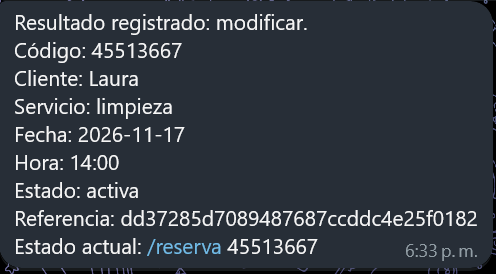 Resultado registrado: modificar.
Código: 45513667
Cliente: Laura
Servicio: limpieza
Fecha: 2026-11-17
Hora: 14:00
Estado: activa
Referencia: dd37285d7089487687ccddc4e25f0182
Estado actual: /reserva 45513667
6:33 p. m.